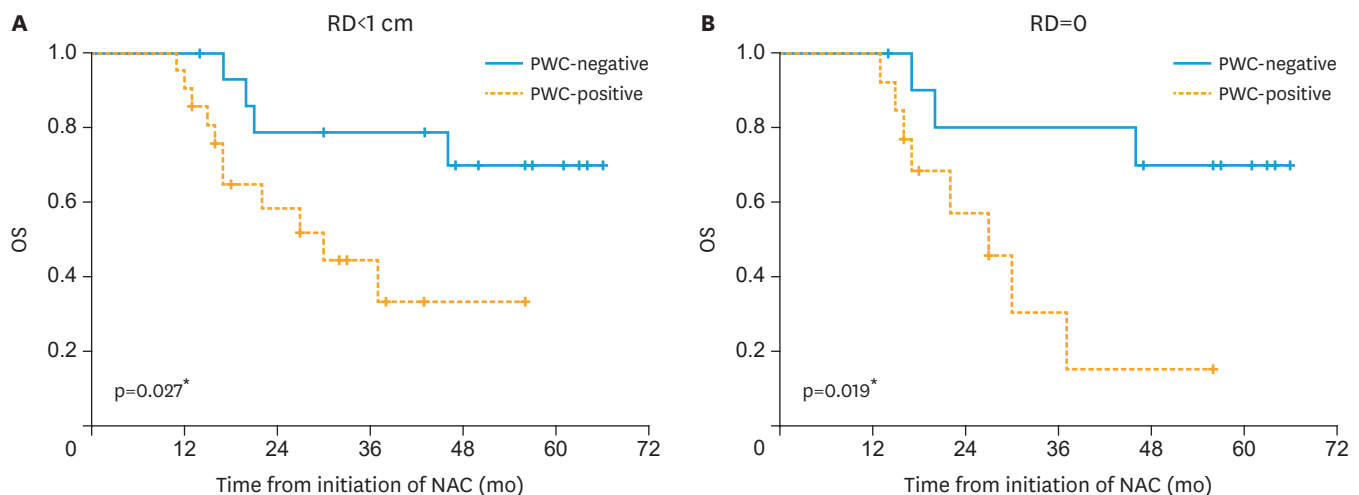 A
RD<1 cm
1.0
0.8
0.6
0.4
0.2
0
OS
PWC-negative
PWC-positive
p=0.027*
12 24 36 48 60 72
Time from initiation of NAC (mo)
B
RD=0
1.0
0.8
0.6
0.4
0.2
0
OS
PWC-negative
PWC-positive
p=0.019*
12 24 36 48 60 72
Time from initiation of NAC (mo)